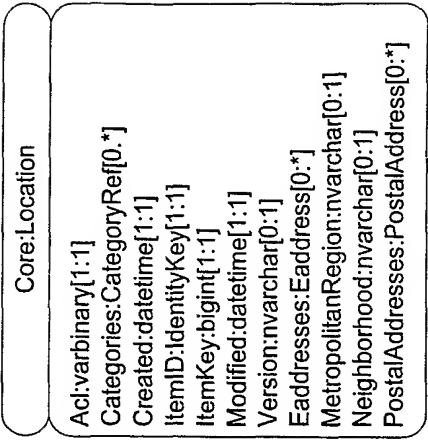 Core:Location
Acl:varbinary[1:1]
Categories:CategoryRef[0.*]
Created:datetime[1:1]
ItemID:IdentityKey[1:1]
ItemKey:bigint[1:1]
Modified:datetime[1:1]
Version:nvarchar[0:1]
Eaddresses:Eaddress[0:*]
MetropolitanRegion:nvarchar[0:1]
Neighborhood:nvarchar[0:1]
PostalAddresses:PostalAddress[0:*]